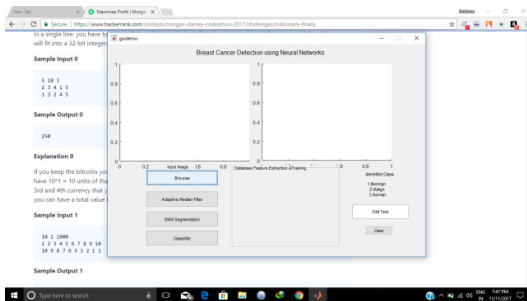 New Tab
Maximise Profit | Morga
Secure | https://www.hackerrank.com/contests/morgan-stanley-codeathon-2017/challenges/millionaire-finally
In a single line, you have to
will fit into a 32-bit integer.
Sample Input 0
5 10 3
2 3 4 1 5
1 3 2 4 5
Sample Output 0
250
Explanation 0
If you keep the bitcoins you
have 10*1 = 10 units of the
3rd and 4th currency that y
you can have a total value
Sample Input 1
10 1 1000
1 2 3 4 5 6 7 8 9 10
10 9 8 7 6 5 3 2 1 1
Sample Output 1
guidemo
Breast Cancer Detection using Neural Networks
1
0.8
0.6
0.4
0.2
0
0 0.2 Input Image 0.6 0.8
1
0.8
0.6
0.4
0.2
0
0.8 1
Database Feature Extraction &Training
Browse
Adaptive Median Filter
GMM Segmentation
Classifier
Identified Class
1.Benign
2.Malign
3.Normal
Edit Text
Clear
Type here to search
ENG
IN
7:47 PM
11/11/2017